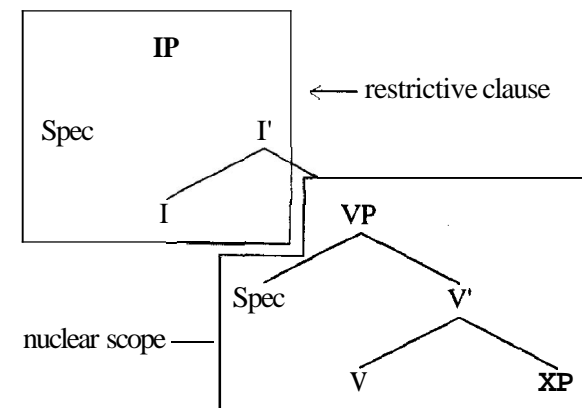 IP
restrictive clause
Spec I'
I
VP
Spec V'
nuclear scope
V XP